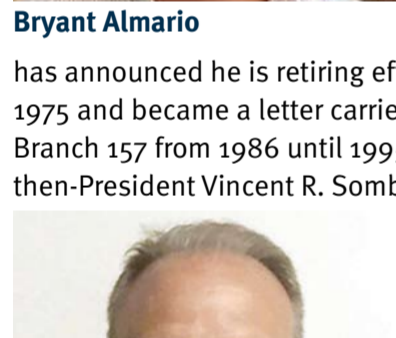 Bryant Almario
has announced he is retiring ef
1975 and became a letter carrie
Branch 157 from 1986 until 199
then-President Vincent R. Somb